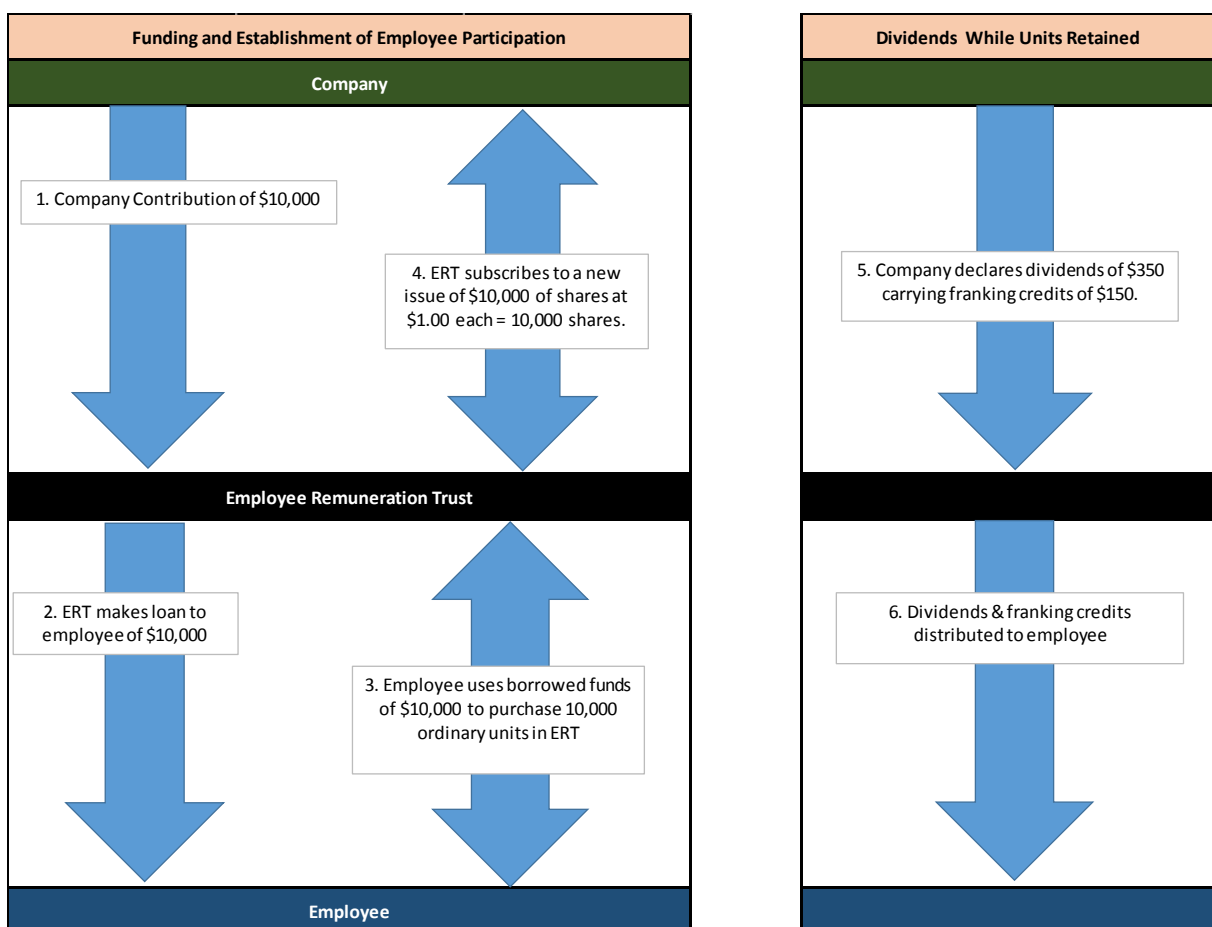 Funding and Establishment of Employee Participation
Company
1. Company Contribution of $10,000
4. ERT subscribes to a new
issue of $10,000 of shares at
$1.00 each = 10,000 shares.
Employee Remuneration Trust
2. ERT makes loan to
employee of $10,000
3. Employee uses borrowed funds
of $10,000 to purchase 10,000
ordinary units in ERT
Employee
Dividends While Units Retained
5. Company declares dividends of $350
carrying franking credits of $150.
6. Dividends & franking credits
distributed to employee